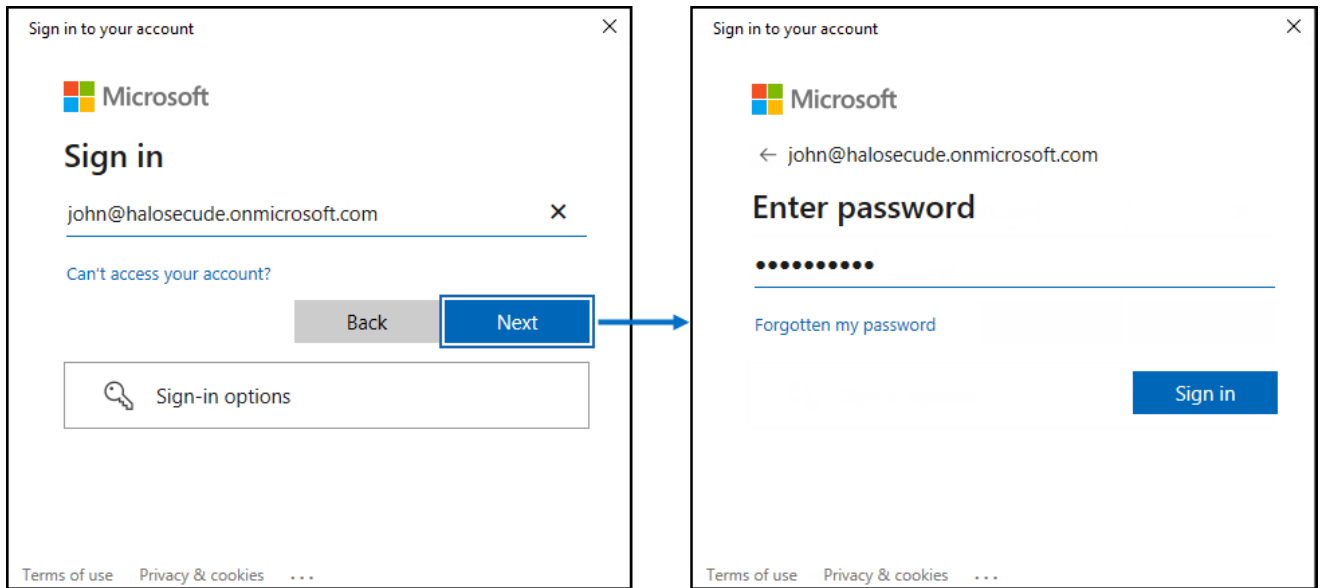 Sign in to your account
Microsoft
Sign in
john@halosecude.onmicrosoft.com
Can't access your account?
Back
Next
Sign-in options
Terms of use Privacy & cookies ...
Sign in to your account
Microsoft
← john@halosecude.onmicrosoft.com
Enter password
••••••••••
Forgotten my password
Sign in
Terms of use Privacy & cookies ...